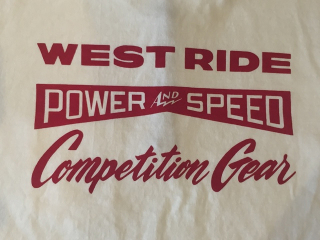 WEST RIDE
POWER AND SPEED
Competition Gear